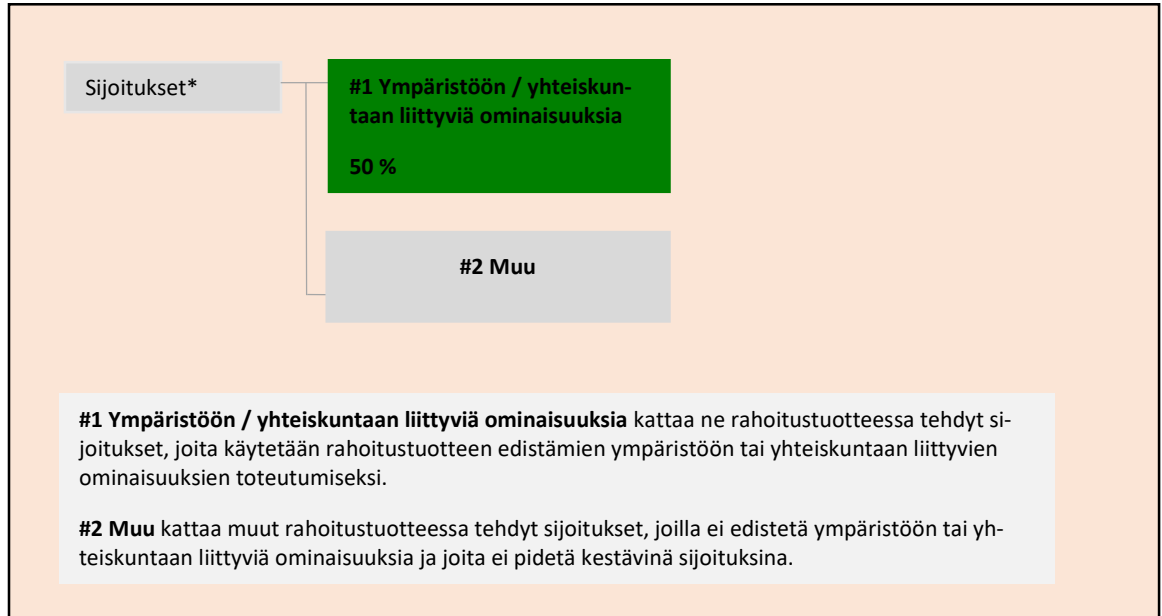 Sijoitukset*
#1 Ympäristöön / yhteiskun-
taan liittyviä ominaisuuksia
50 %
#2 Muu
#1 Ympäristöön / yhteiskuntaan liittyviä ominaisuuksia kattaa ne rahoitustuotteessa tehdyt si-
joitukset, joita käytetään rahoitustuotteen edistämien ympäristöön tai yhteiskuntaan liittyvien
ominaisuuksien toteutumiseksi.
#2 Muu kattaa muut rahoitustuotteessa tehdyt sijoitukset, joilla ei edistetä ympäristöön tai yh-
teiskuntaan liittyviä ominaisuuksia ja joita ei pidetä kestävinä sijoituksina.